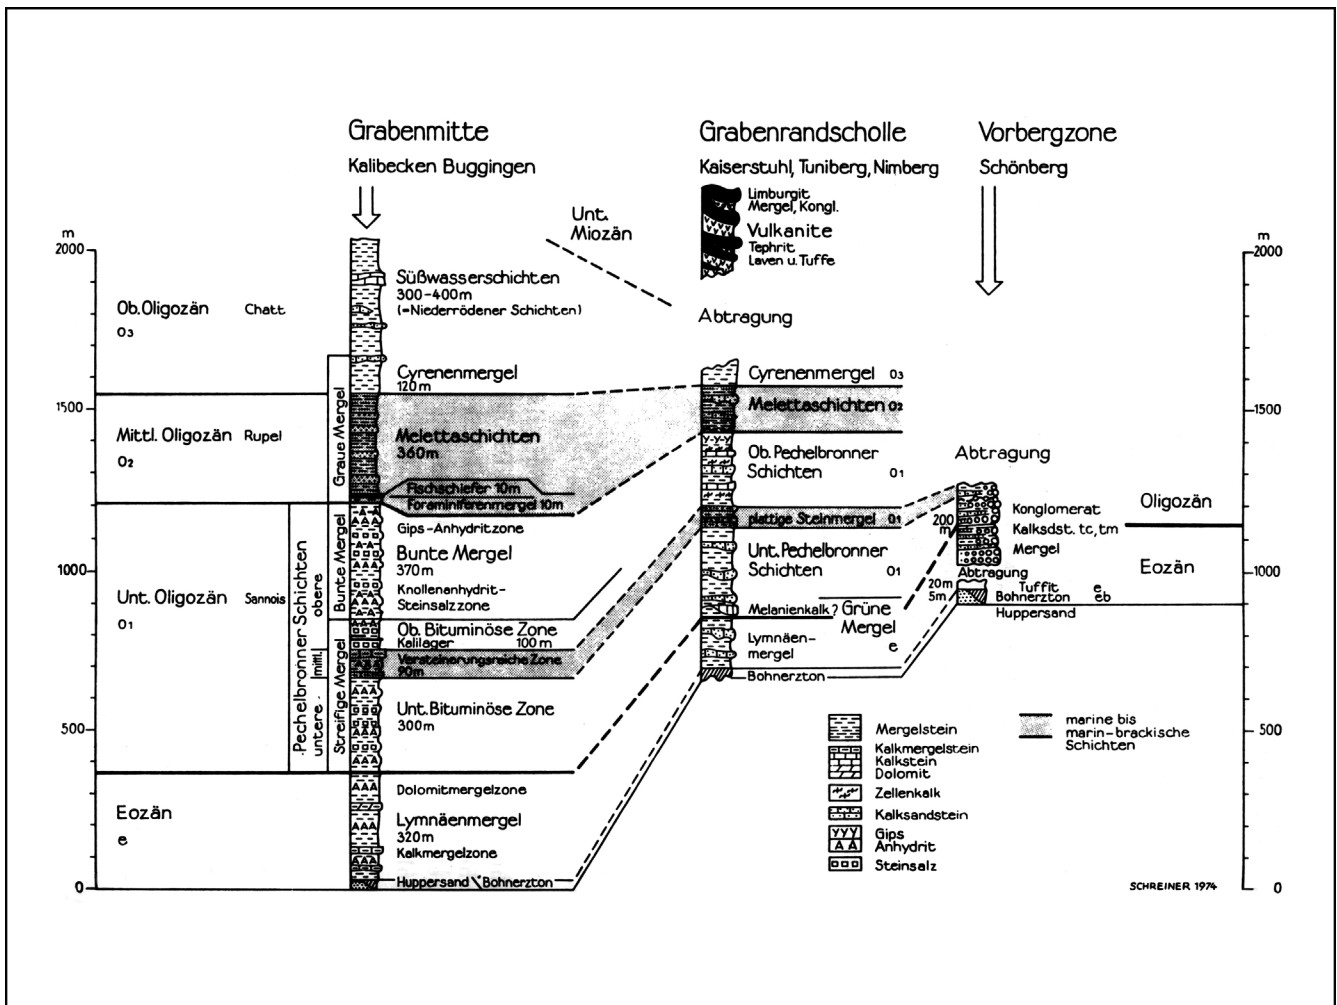 Grabenmitte
Kalibecken Buggingen
Grabenrandscholle
Kaiserstuhl, Tuniberg, Nimberg
Vorbergzone
Schönberg
m
2000
1500
1000
500
0
Ob. Oligozän Chatt
O3
Mittl. Oligozän Rupel
O2
Unt. Oligozän Sannois
O1
Eozän
e
Pechelbronner Schichten
untere
mittl.
obere
Graue Mergel
Bunte Mergel
Streifige Mergel
Süßwasserschichten
300-400m
(=Niederrödener Schichten)
Cyrenenmergel
120m
Melettaschichten
360m
Fischschiefer 10m
Foraminiferenmergel 10m
Gips-Anhydritzone
Bunte Mergel
370m
Knollenanhydrit-
Steinsalzzone
Ob. Bituminöse Zone
Kalilager 100m
Versteinerungsreiche Zone
90m
Unt. Bituminöse Zone
300m
Dolomitmergelzone
Lymnäenmergel
320m
Kalkmergelzone
Huppersand Bohnerzton
Unt.
Miozän
Limburgit
Mergel, Kongl.
Vulkanite
Tephrit
Laven u. Tuffe
Abtragung
Cyrenenmergel O3
Melettaschichten O2
Ob. Pechelbronner
Schichten O1
plattige Steinmergel O1
Unt. Pechelbronner
Schichten O1
Melanienkalk?
Grüne
Mergel
e
Lymnäen-
mergel
Bohnerzton
Abtragung
Konglomerat
200
m
Kalksdst. tc, tm
Mergel
Abtragung
20m
Tuffit e
5m
Bohnerzton eb
Huppersand
Oligozän
Eozän
m
2000
1500
1000
500
0
Mergelstein
Kalkmergelstein
Kalkstein
Dolomit
Zellenkalk
Kalksandstein
Gips
Anhydrit
Steinsalz
marine bis
marin-brackische
Schichten
SCHREINER 1974